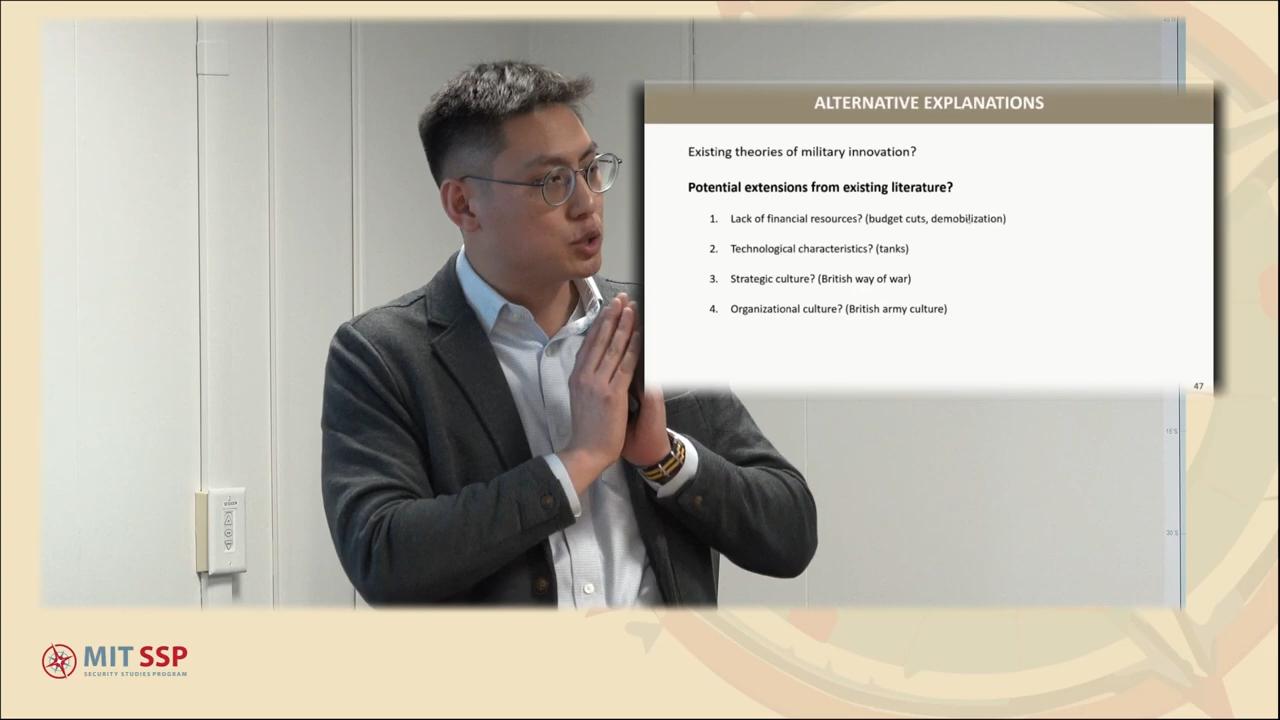 ALTERNATIVE EXPLANATIONS
Existing theories of military innovation?
Potential extensions from existing literature?
1. Lack of financial resources? (budget cuts, demobilization)
2. Technological characteristics? (tanks)
3. Strategic culture? (British way of war)
4. Organizational culture? (British army culture)
47
15°S
30°S
MIT SSP
SECURITY STUDIES PROGRAM